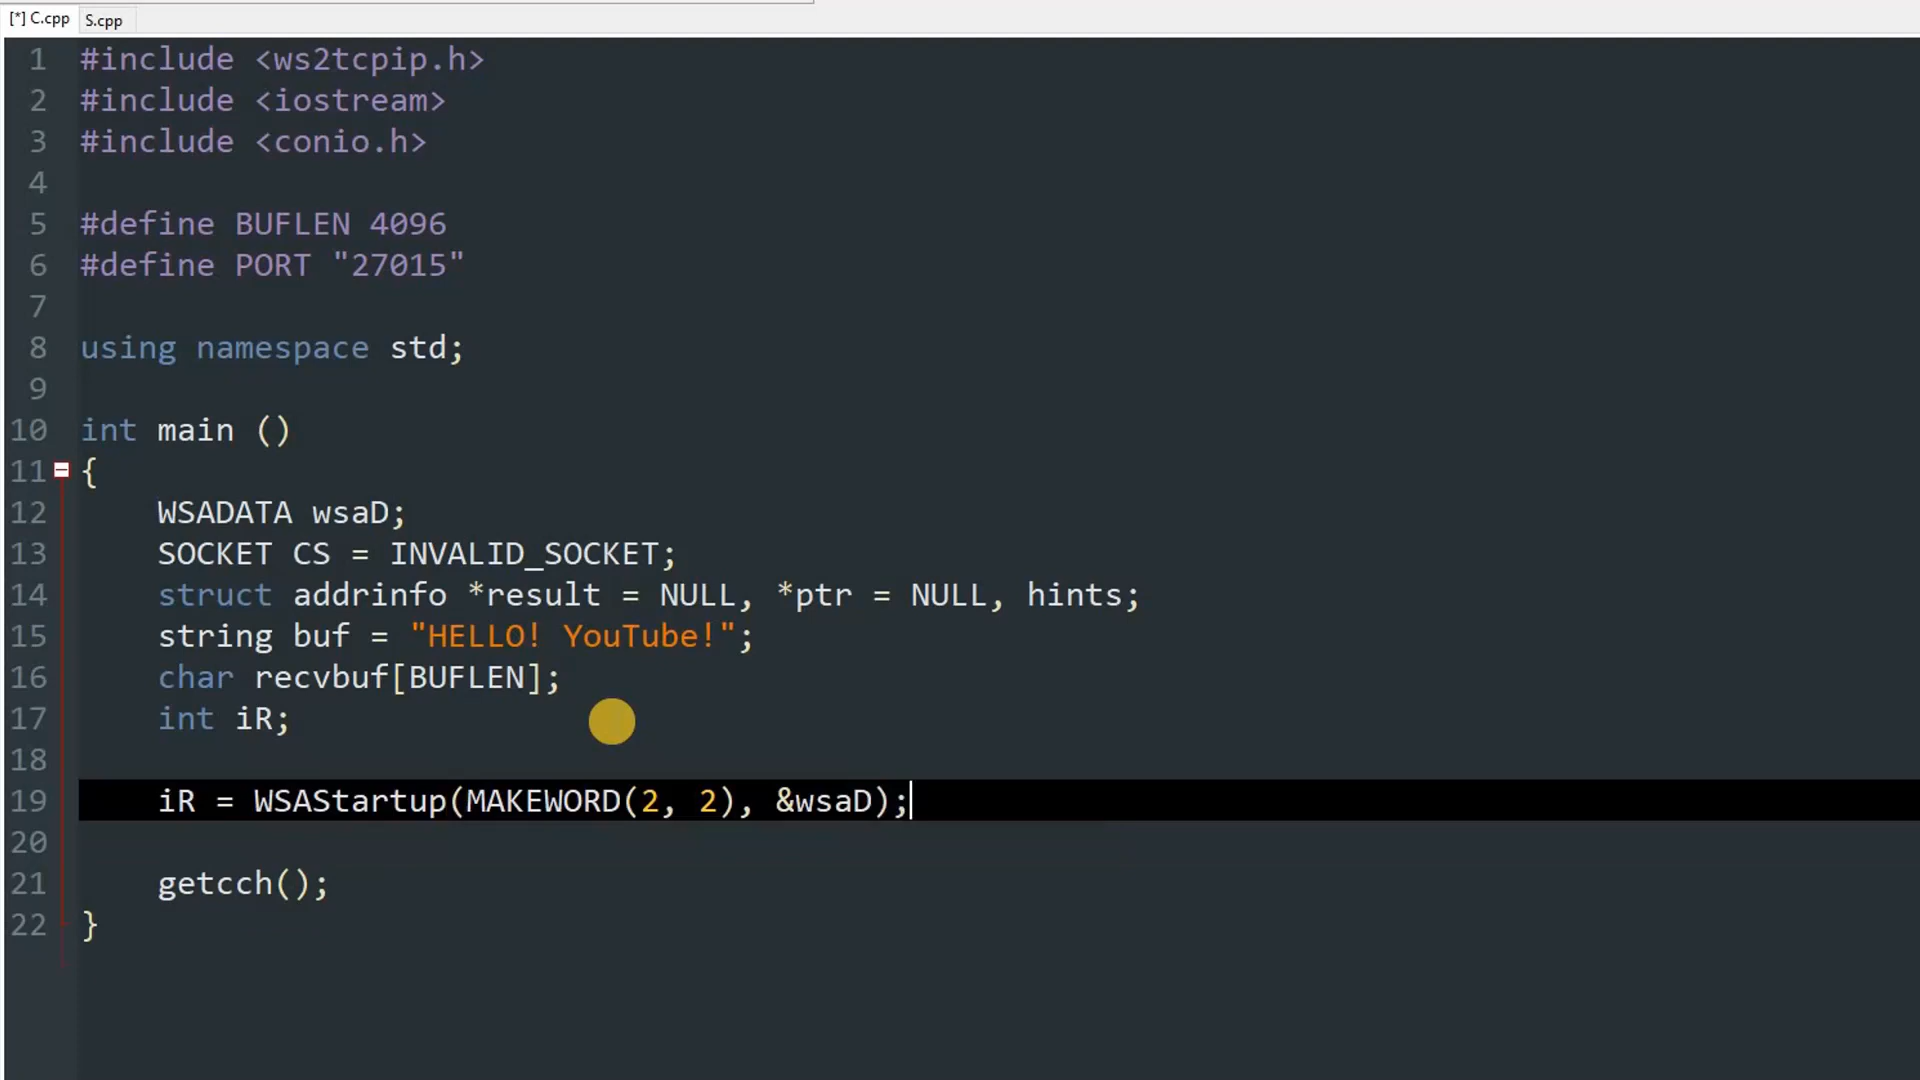 [*] C.cpp S.cpp
1 #include <ws2tcpip.h>
2 #include <iostream>
3 #include <conio.h>
4
5 #define BUFLEN 4096
6 #define PORT "27015"
7
8 using namespace std;
9
10 int main ()
11 {
12 WSADATA wsaD;
13 SOCKET CS = INVALID_SOCKET;
14 struct addrinfo *result = NULL, *ptr = NULL, hints;
15 string buf = "HELLO! YouTube!";
16 char recvbuf[BUFLEN];
17 int iR;
18
19 iR = WSAStartup(MAKEWORD(2, 2), &wsaD);
20
21 getcch();
22 }